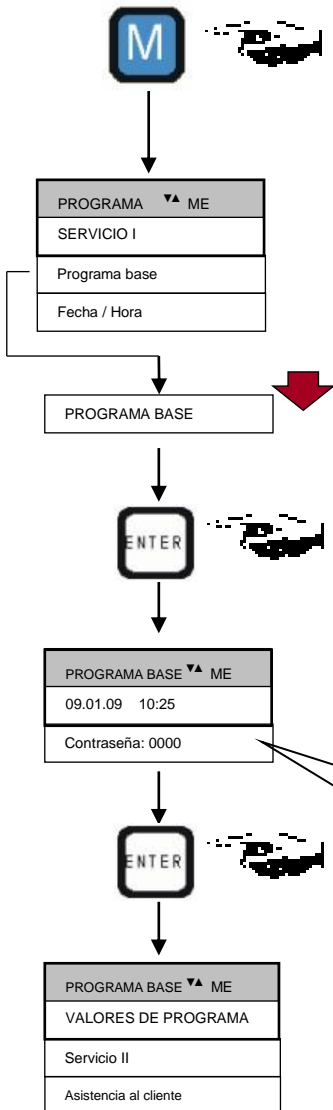 M
PROGRAMA ▼▲ ME
SERVICIO I
Programa base
Fecha / Hora
PROGRAMA BASE
ENTER
PROGRAMA BASE ▼▲ ME
09.01.09 10:25
Contraseña: 0000
ENTER
PROGRAMA BASE ▼▲ ME
VALORES DE PROGRAMA
Servicio II
Asistencia al cliente